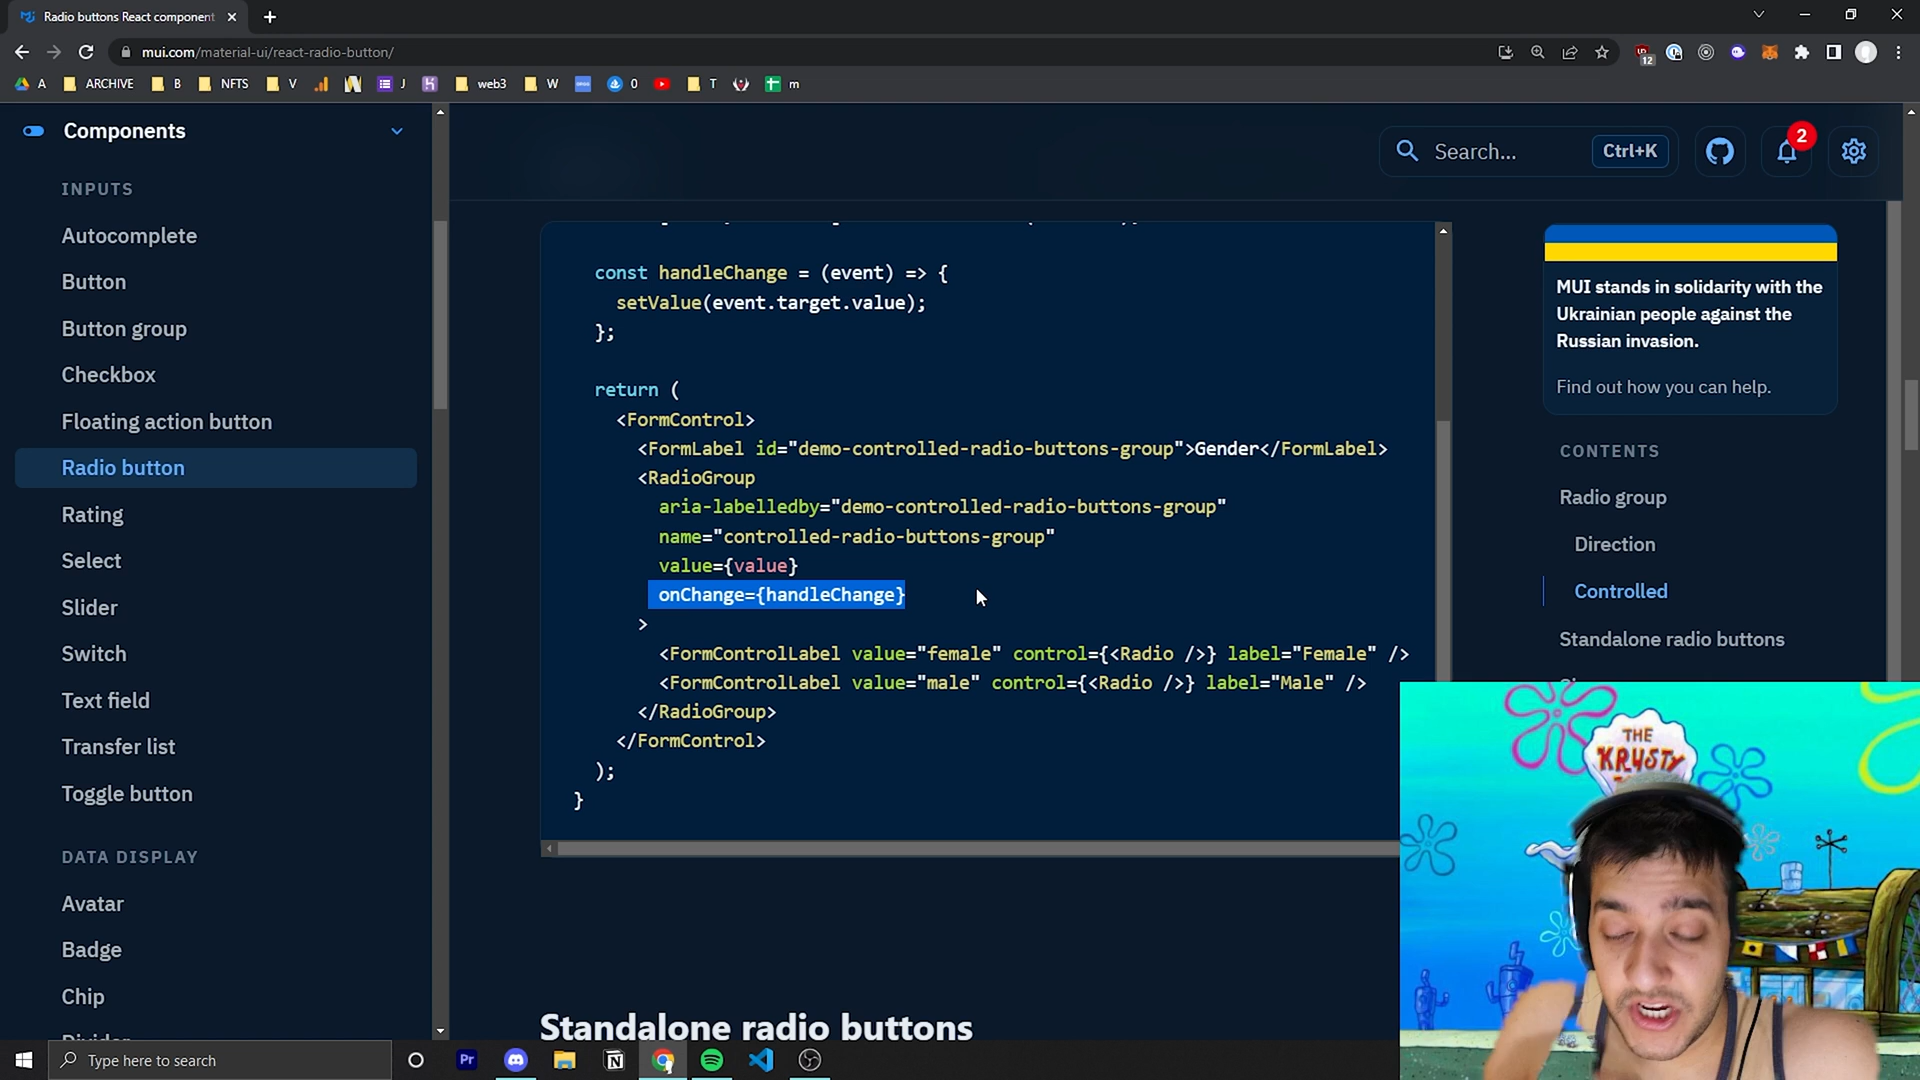 Radio buttons React component
mui.com/material-ui/react-radio-button/
12
A
ARCHIVE
B
NFTS
V
J
web3
W
0
T
m
Components
INPUTS
Autocomplete
Button
Button group
Checkbox
Floating action button
Radio button
Rating
Select
Slider
Switch
Text field
Transfer list
Toggle button
DATA DISPLAY
Avatar
Badge
Chip
Divider
Search...
Ctrl+K
2
const handleChange = (event) => {
setValue(event.target.value);
};
return (
<FormControl>
<FormLabel id="demo-controlled-radio-buttons-group">Gender</FormLabel>
<RadioGroup
aria-labelledby="demo-controlled-radio-buttons-group"
name="controlled-radio-buttons-group"
value={value}
onChange={handleChange}
>
<FormControlLabel value="female" control={<Radio />} label="Female" />
<FormControlLabel value="male" control={<Radio />} label="Male" />
</RadioGroup>
</FormControl>
);
}
Standalone radio buttons
MUI stands in solidarity with the
Ukrainian people against the
Russian invasion.
Find out how you can help.
CONTENTS
Radio group
Direction
Controlled
Standalone radio buttons
THE
KRUSTY
Type here to search
Pr